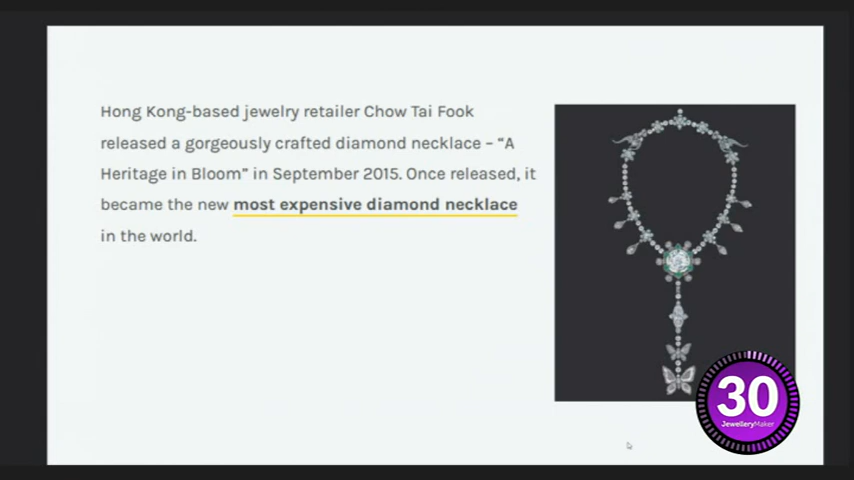 Hong Kong-based jewelry retailer Chow Tai Fook
released a gorgeously crafted diamond necklace – “A
Heritage in Bloom” in September 2015. Once released, it
became the new most expensive diamond necklace
in the world.
30
JewelleryMaker